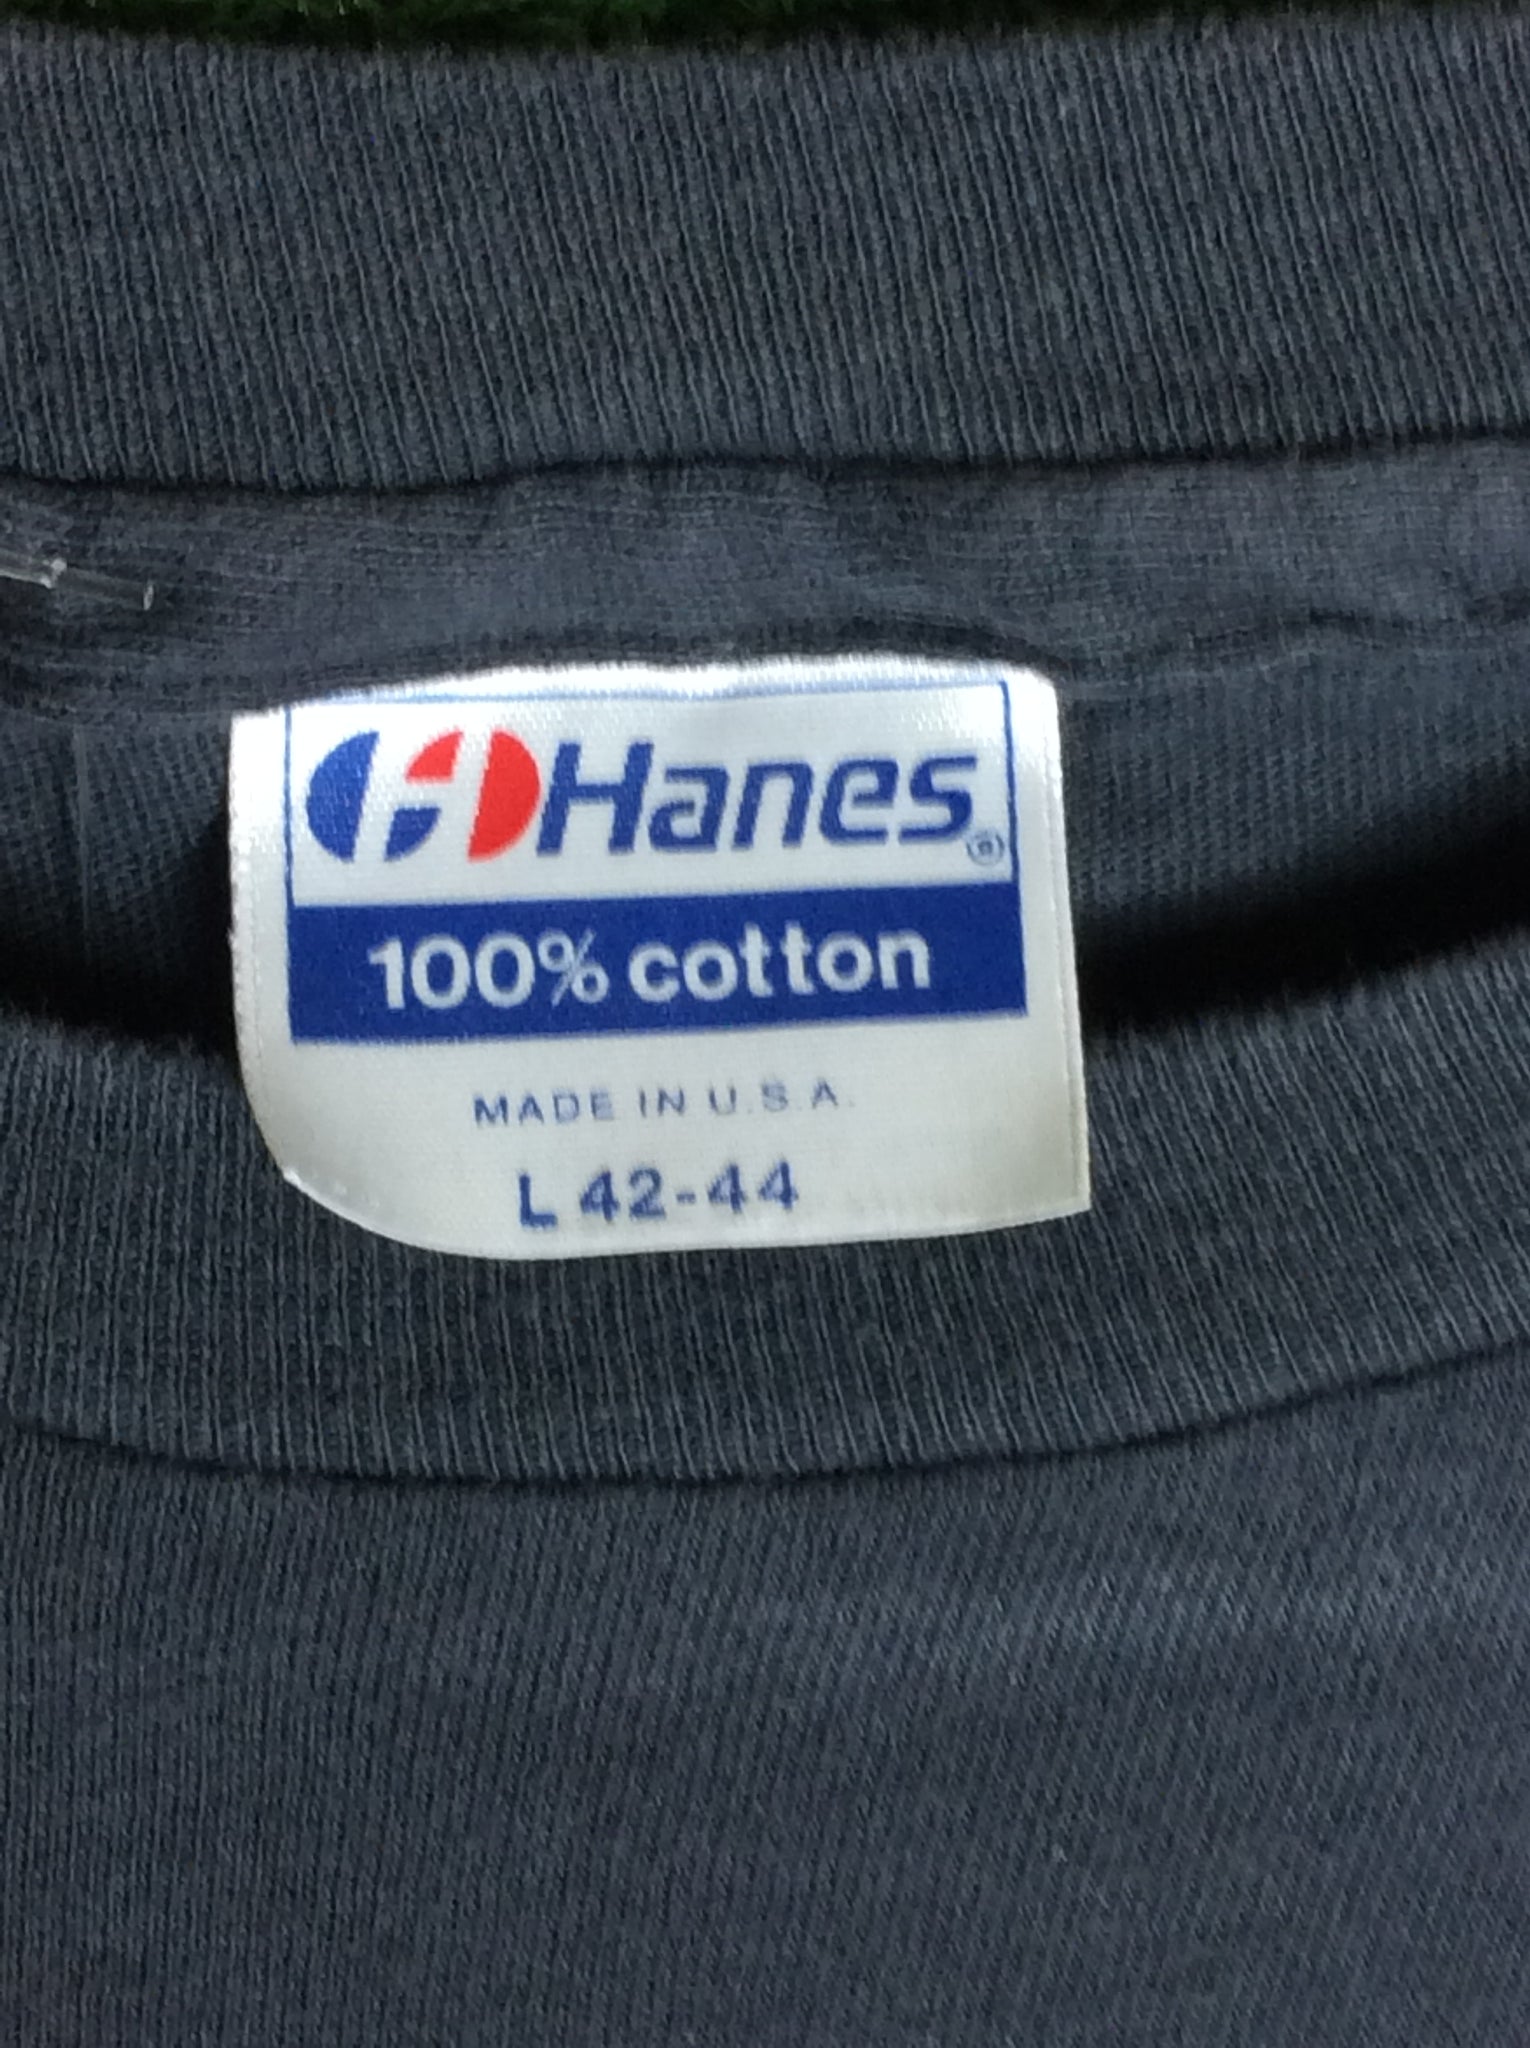 Hanes®
100% cotton
MADE IN U.S.A.
L 42-44